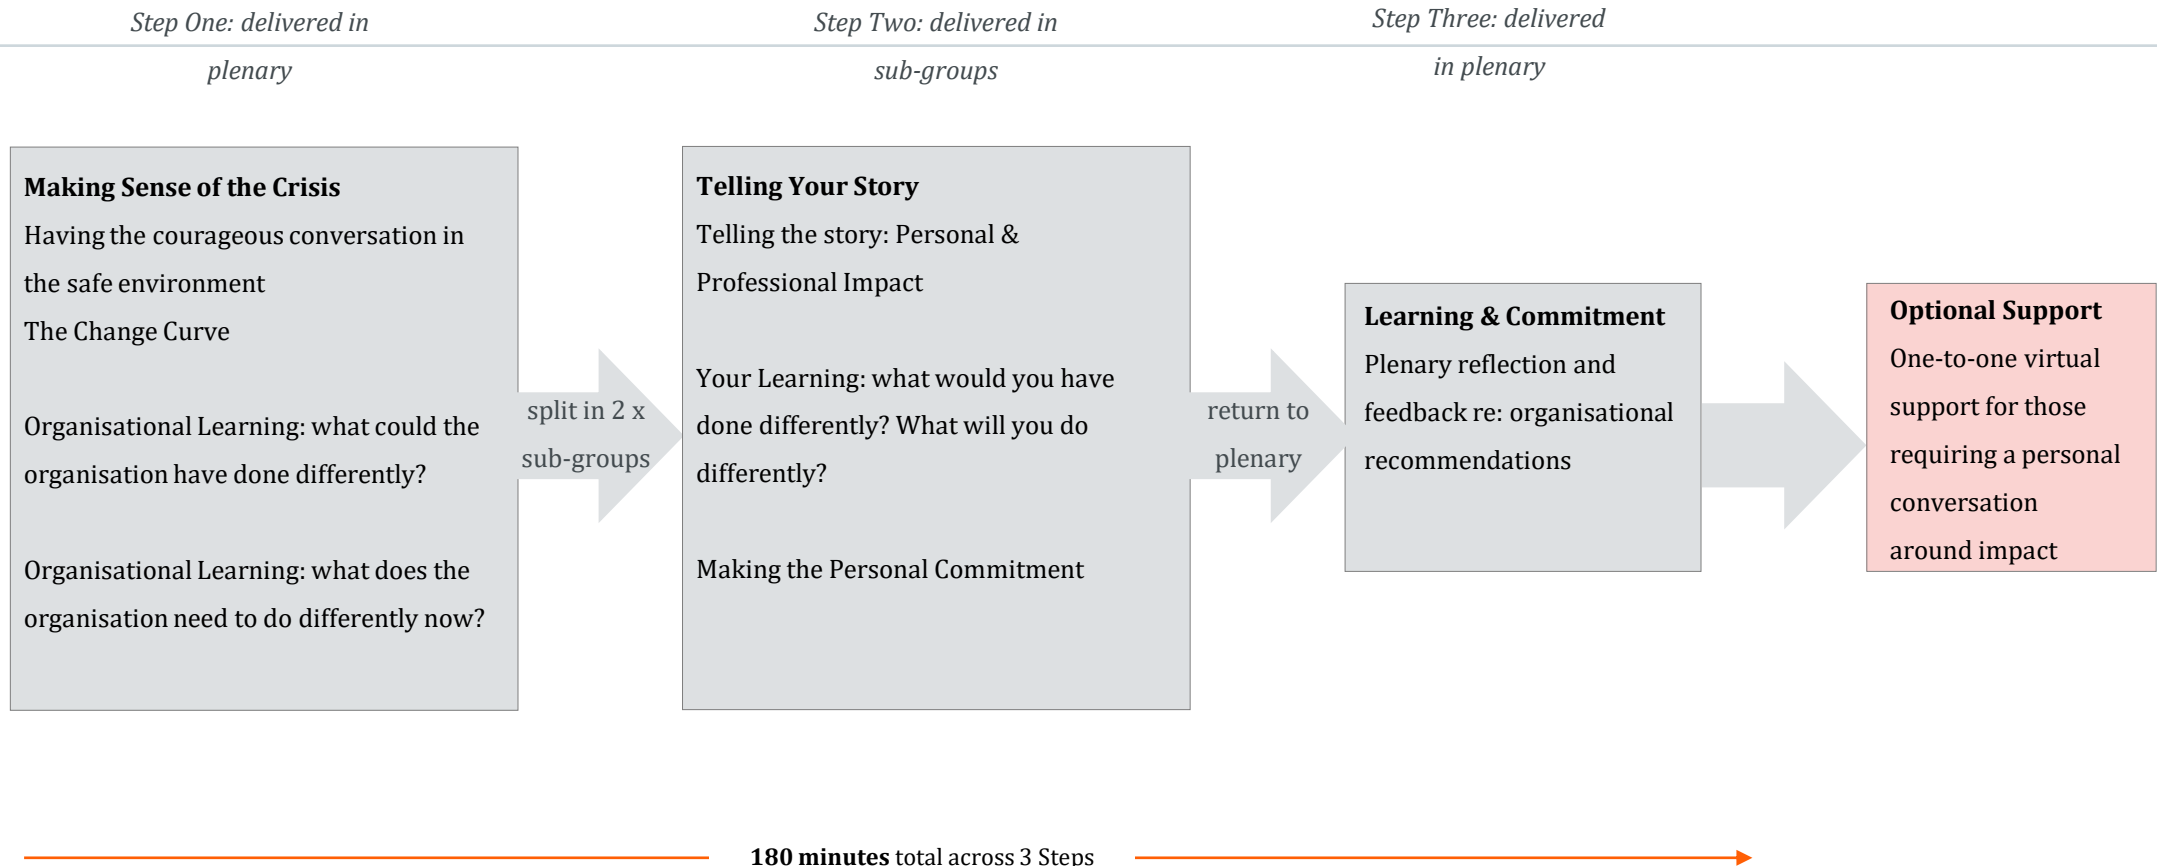 Step One: delivered in
plenary
Step Two: delivered in
sub-groups
Step Three: delivered
in plenary
Making Sense of the Crisis
Having the courageous conversation in
the safe environment
The Change Curve
Organisational Learning: what could the
organisation have done differently?
Organisational Learning: what does the
organisation need to do differently now?
split in 2 x
sub-groups
Telling Your Story
Telling the story: Personal &
Professional Impact
Your Learning: what would you have
done differently? What will you do
differently?
Making the Personal Commitment
return to
plenary
Learning & Commitment
Plenary reflection and
feedback re: organisational
recommendations
Optional Support
One-to-one virtual
support for those
requiring a personal
conversation
around impact
180 minutes total across 3 Steps